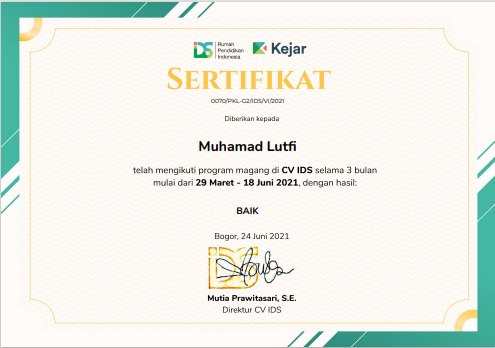 IDS Rumah Pendidikan Indonesia
Kejar
SERTIFIKAT
0070/PKL-G2/IDS/VI/2021
Diberikan kepada
Muhamad Lutfi
telah mengikuti program magang di CV IDS selama 3 bulan
mulai dari 29 Maret - 18 Juni 2021, dengan hasil:
BAIK
Bogor, 24 Juni 2021
IDS
Mutia Prawitasari, S.E.
Direktur CV IDS